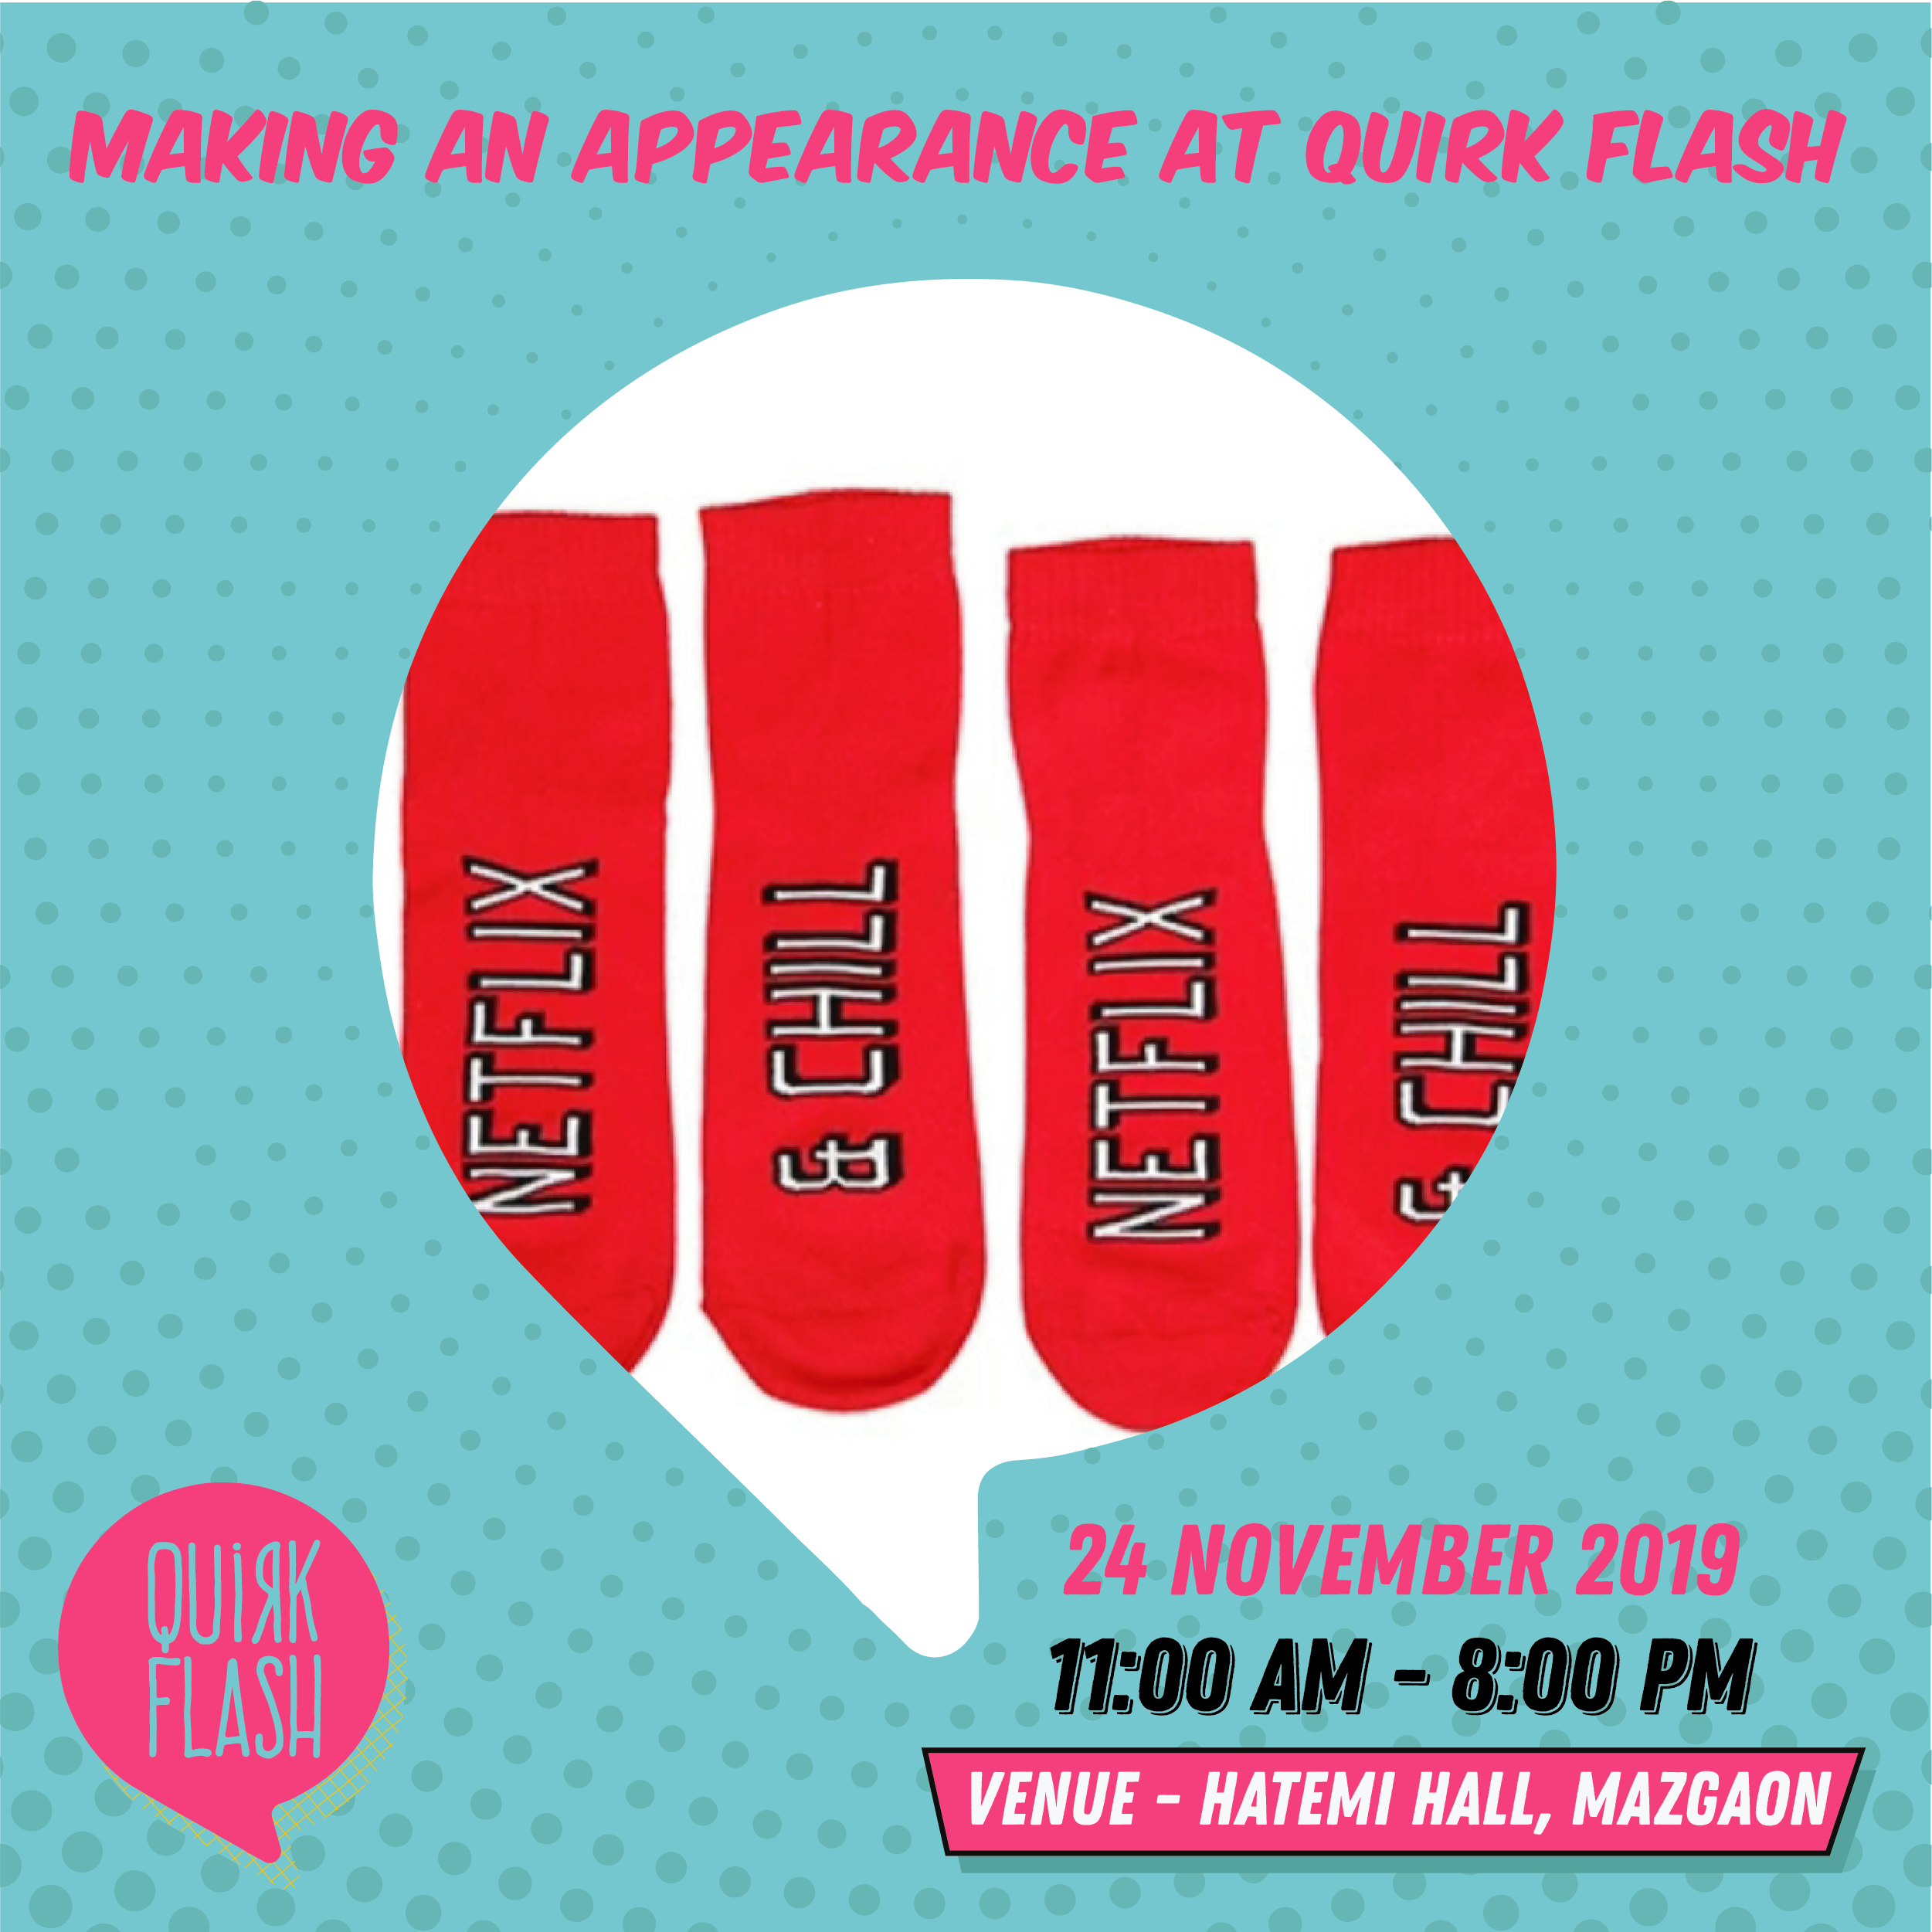 MAKING AN APPEARANCE AT QUIRK FLASH
NETFLIX
& CHILL
NETFLIX
& CHILL
QUiRK
FLASH
24 NOVEMBER 2019
11:00 AM - 8:00 PM
VENUE - HATEMI HALL, MAZGAON